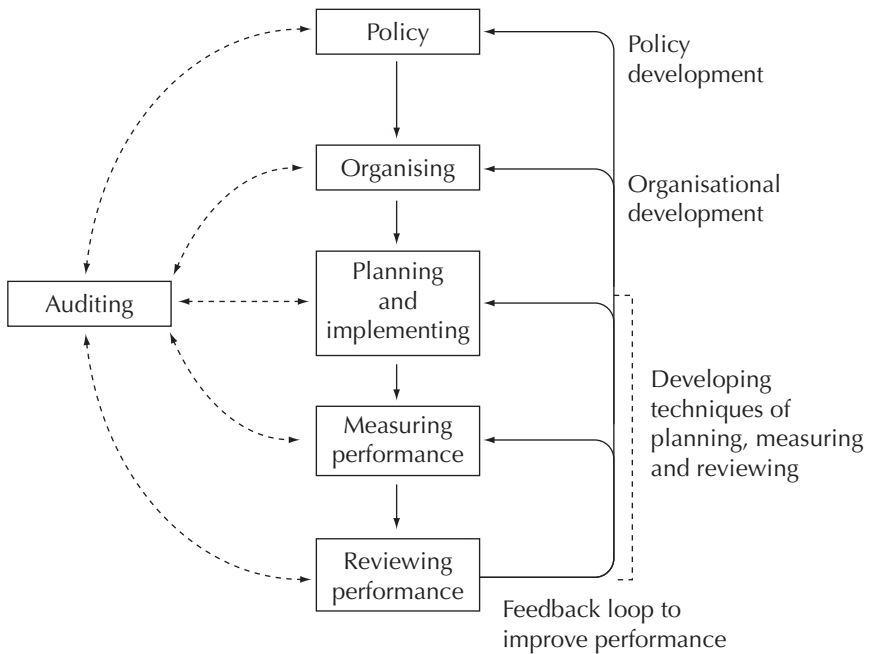 Policy
Policy
development
Organising
Organisational
development
Auditing
Planning
and
implementing
Developing
techniques of
planning, measuring
and reviewing
Measuring
performance
Reviewing
performance
Feedback loop to
improve performance